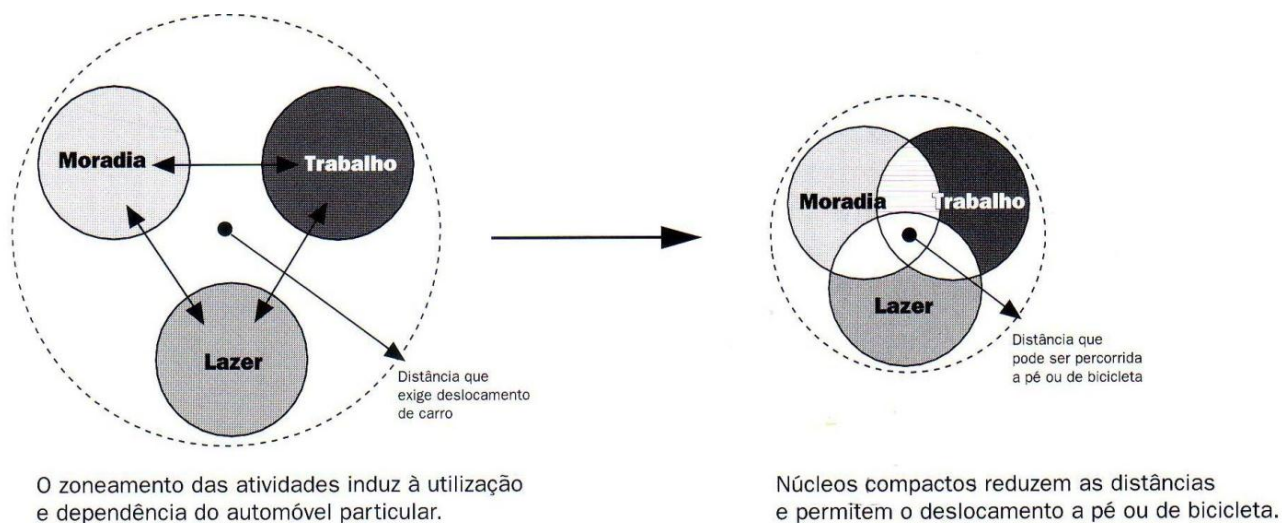 Moradia
Trabalho
Lazer
Distância que
exige deslocamento
de carro
O zoneamento das atividades induz à utilização
e dependência do automóvel particular.
Moradia
Trabalho
Lazer
Distância que
pode ser percorrida
a pé ou de bicicleta
Núcleos compactos reduzem as distâncias
e permitem o deslocamento a pé ou de bicicleta.